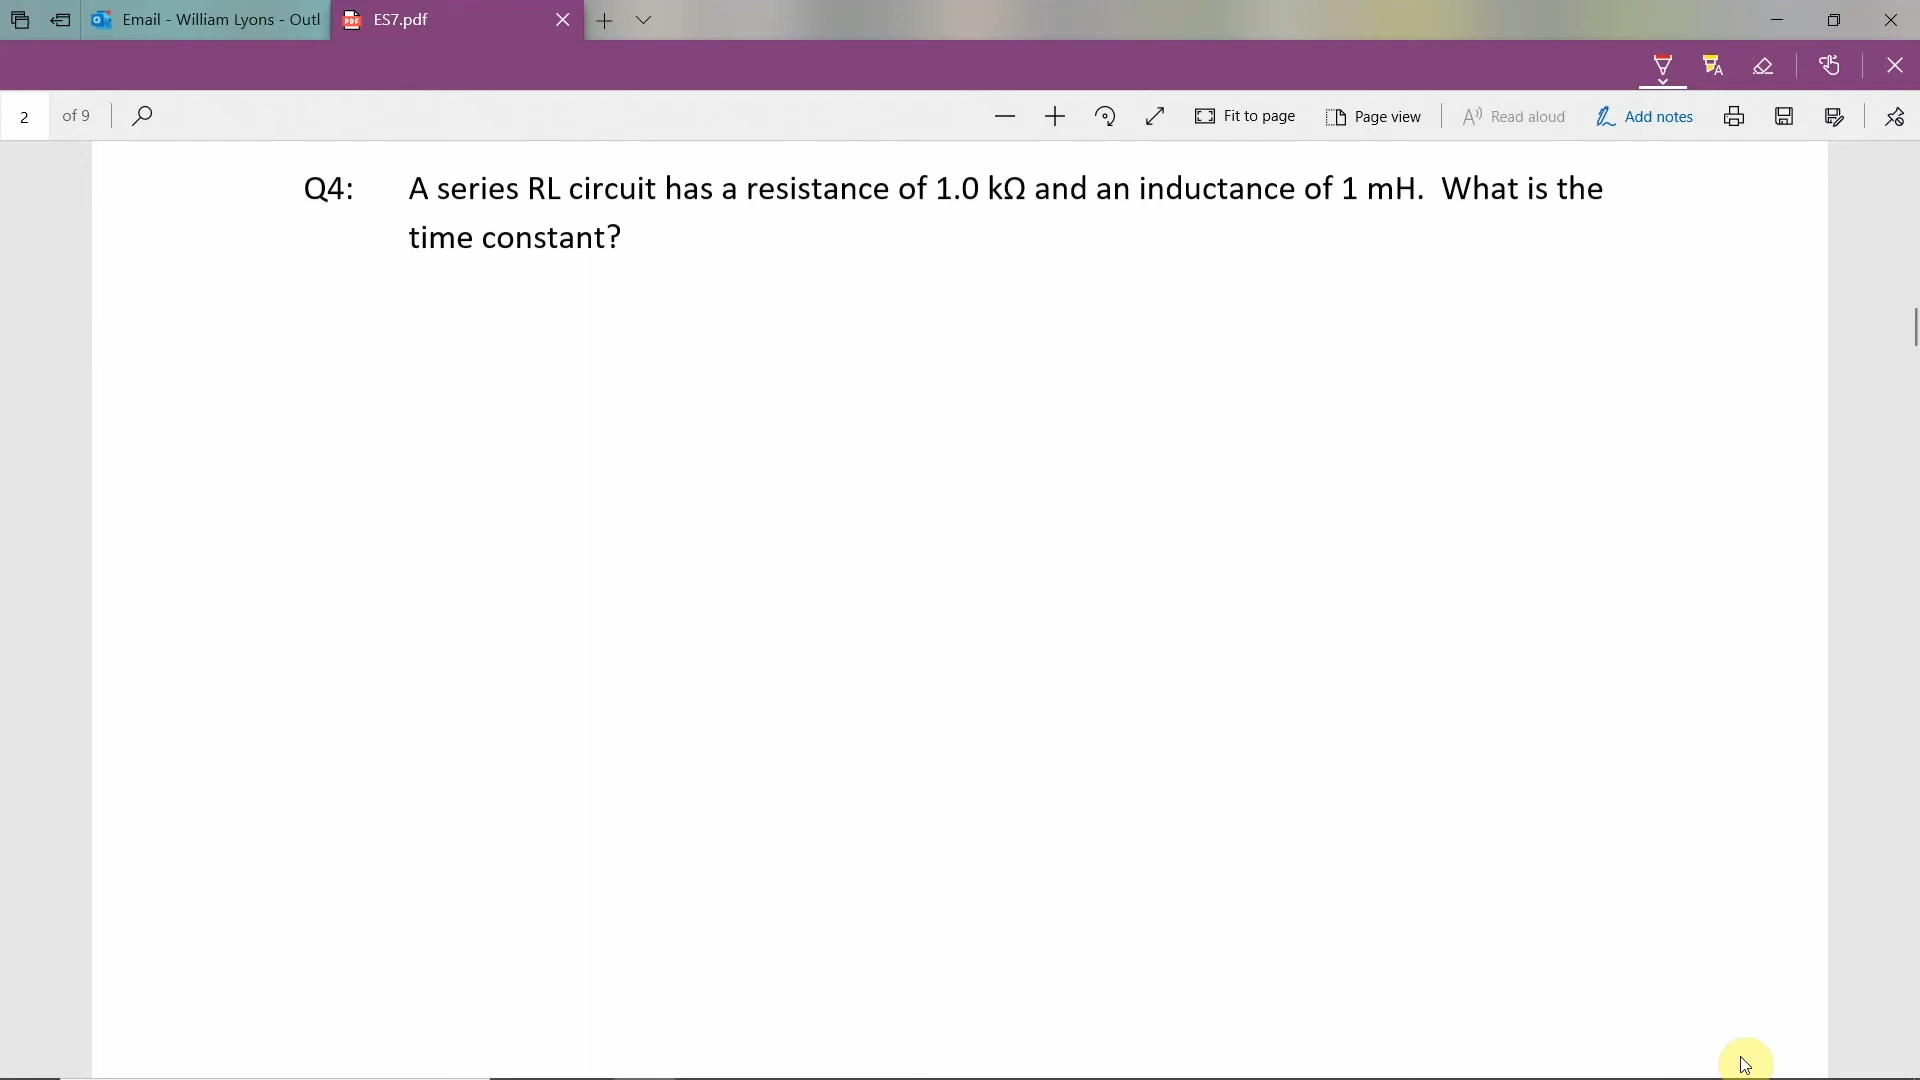 Email - William Lyons - Outl
ES7.pdf
2 of 9
Fit to page
Page view
Read aloud
Add notes
Q4: A series RL circuit has a resistance of 1.0 kΩ and an inductance of 1 mH. What is the
time constant?